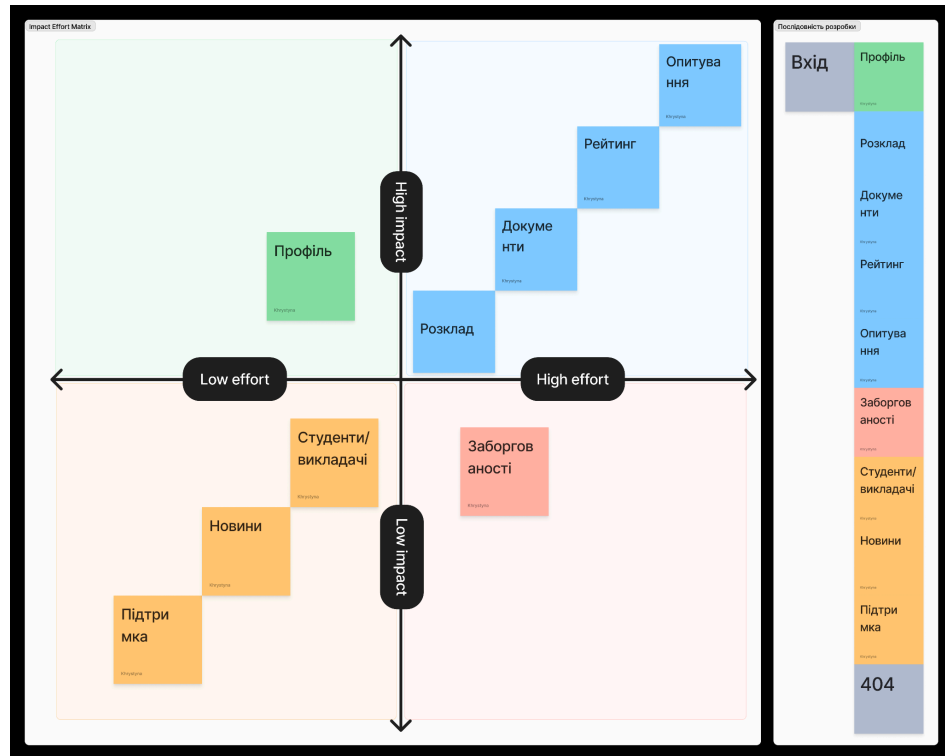 Impact Effort Matrix
Опитува
ння
Рейтинг
Докуме
нти
Розклад
Профіль
High impact
Low effort
High effort
Low impact
Студенти/
викладачі
Новини
Підтри
мка
Заборгов
аності
Послідовність розробки
Вхід
Профіль
Розклад
Докуме
нти
Рейтинг
Опитува
ння
Заборгов
аності
Студенти/
викладачі
Новини
Підтри
мка
404